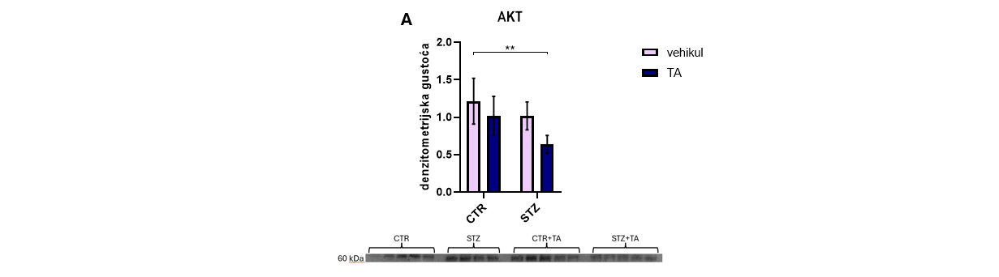 A
AKT
denzitometrijska gustoća
2.0
1.5
1.0
0.5
0.0
**
CTR
STZ
vehikul
TA
CTR
STZ
CTR+TA
STZ+TA
60 kDa